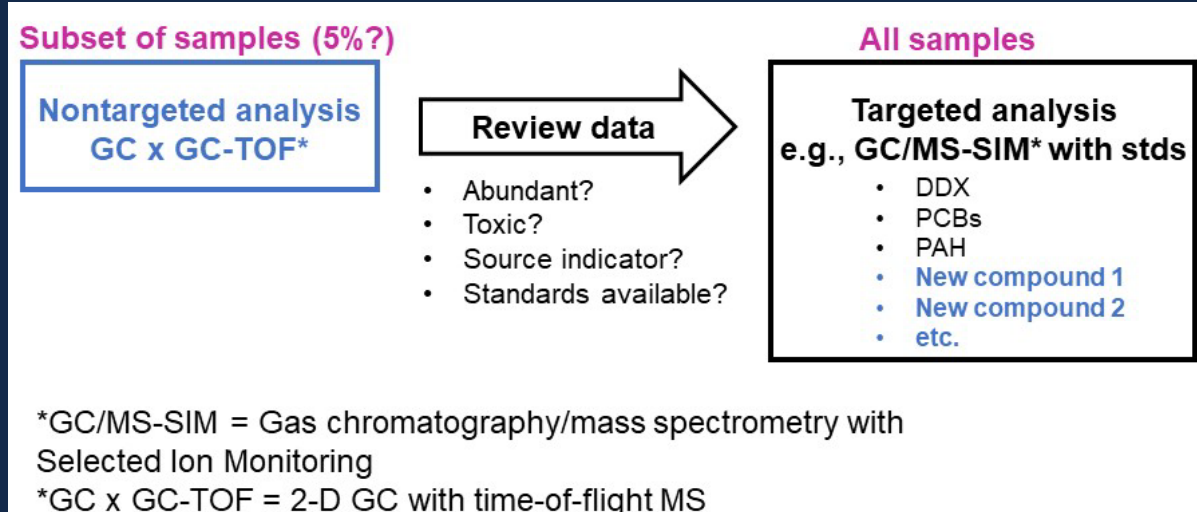 Subset of samples (5%?)
Nontargeted analysis
GC x GC-TOF*
Review data
• Abundant?
• Toxic?
• Source indicator?
• Standards available?
All samples
Targeted analysis
e.g., GC/MS-SIM* with stds
• DDX
• PCBs
• PAH
• New compound 1
• New compound 2
• etc.
*GC/MS-SIM = Gas chromatography/mass spectrometry with
Selected Ion Monitoring
*GC x GC-TOF = 2-D GC with time-of-flight MS